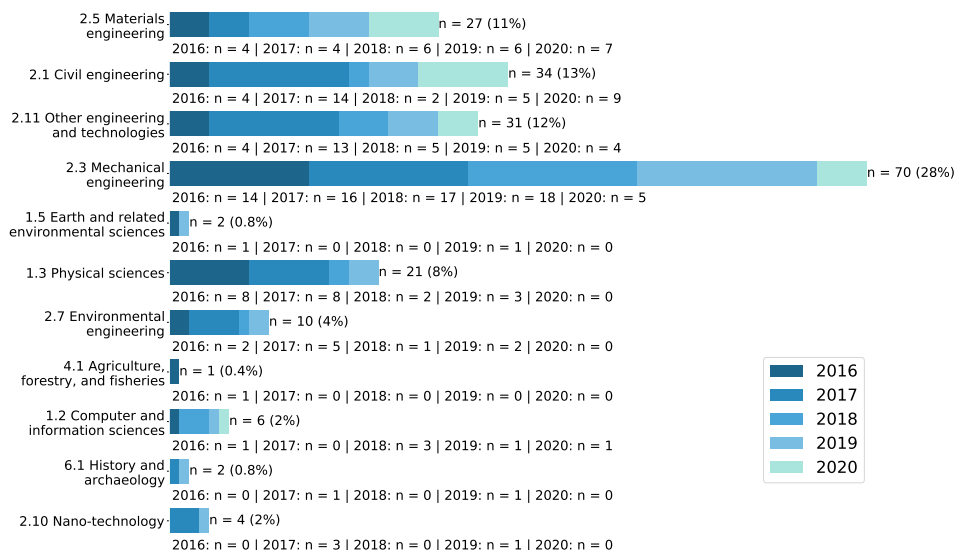 2.5 Materials
engineering
n = 27 (11%)
2016: n = 4 | 2017: n = 4 | 2018: n = 6 | 2019: n = 6 | 2020: n = 7
2.1 Civil engineering
n = 34 (13%)
2016: n = 4 | 2017: n = 14 | 2018: n = 2 | 2019: n = 5 | 2020: n = 9
2.11 Other engineering
and technologies
n = 31 (12%)
2016: n = 4 | 2017: n = 13 | 2018: n = 5 | 2019: n = 5 | 2020: n = 4
2.3 Mechanical
engineering
n = 70 (28%)
2016: n = 14 | 2017: n = 16 | 2018: n = 17 | 2019: n = 18 | 2020: n = 5
1.5 Earth and related
environmental sciences
n = 2 (0.8%)
2016: n = 1 | 2017: n = 0 | 2018: n = 0 | 2019: n = 1 | 2020: n = 0
1.3 Physical sciences
n = 21 (8%)
2016: n = 8 | 2017: n = 8 | 2018: n = 2 | 2019: n = 3 | 2020: n = 0
2.7 Environmental
engineering
n = 10 (4%)
2016: n = 2 | 2017: n = 5 | 2018: n = 1 | 2019: n = 2 | 2020: n = 0
4.1 Agriculture,
forestry, and fisheries
n = 1 (0.4%)
2016: n = 1 | 2017: n = 0 | 2018: n = 0 | 2019: n = 0 | 2020: n = 0
1.2 Computer and
information sciences
n = 6 (2%)
2016: n = 1 | 2017: n = 0 | 2018: n = 3 | 2019: n = 1 | 2020: n = 1
6.1 History and
archaeology
n = 2 (0.8%)
2016: n = 0 | 2017: n = 1 | 2018: n = 0 | 2019: n = 1 | 2020: n = 0
2.10 Nano-technology
n = 4 (2%)
2016: n = 0 | 2017: n = 3 | 2018: n = 0 | 2019: n = 1 | 2020: n = 0
2016
2017
2018
2019
2020